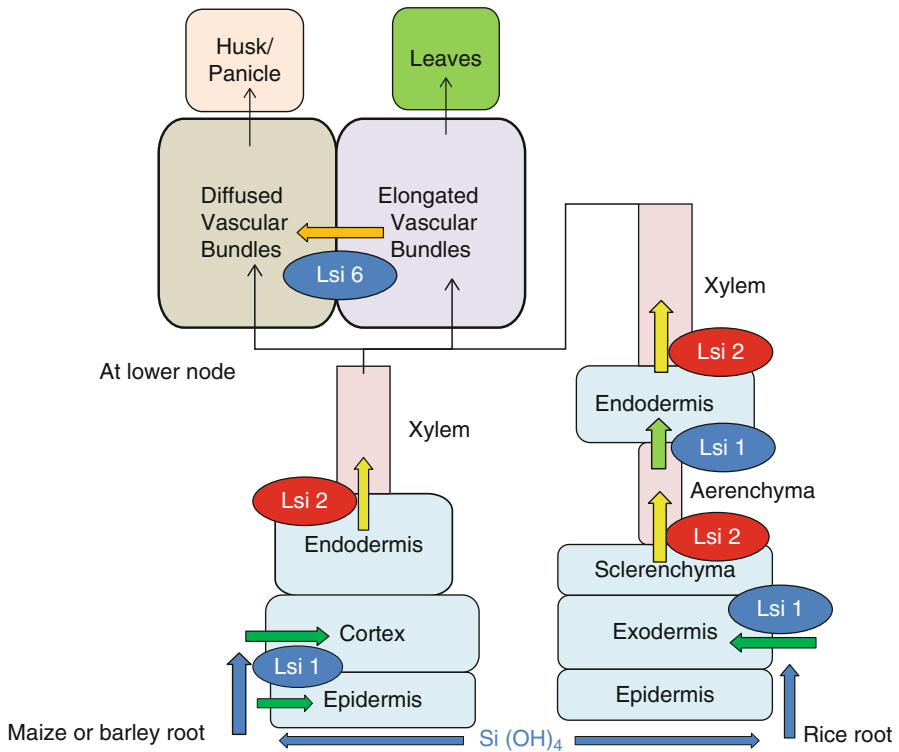 Husk/
Panicle
Leaves
Diffused
Vascular
Bundles
Elongated
Vascular
Bundles
Lsi 6
At lower node
Xylem
Lsi 2
Endodermis
Cortex
Lsi 1
Epidermis
Maize or barley root
Xylem
Lsi 2
Endodermis
Lsi 1
Aerenchyma
Lsi 2
Sclerenchyma
Lsi 1
Exodermis
Epidermis
Rice root
Si (OH)₄